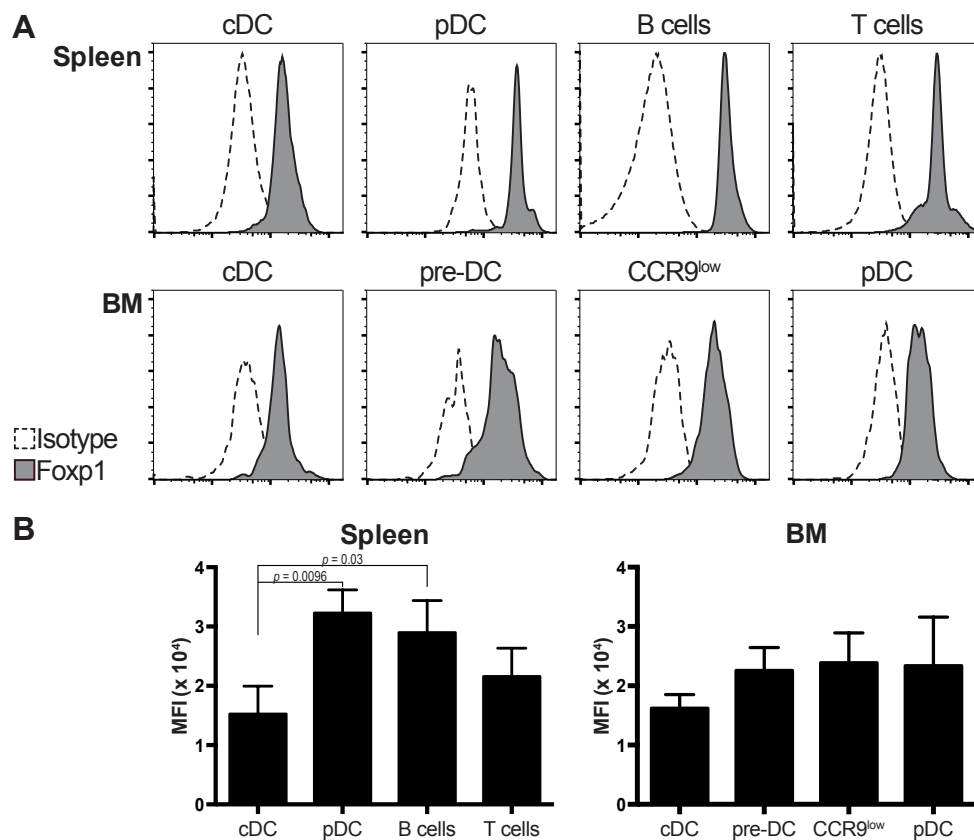 A
cDC pDC B cells T cells
Spleen
cDC pre-DC CCR9low pDC
BM
Isotype
Foxp1
B
Spleen BM
p = 0.03
p = 0.0096
4 4
3 3
2 2
1 1
0 0
MFI (x 10⁴) MFI (x 10⁴)
cDC pDC B cells T cells cDC pre-DC CCR9low pDC